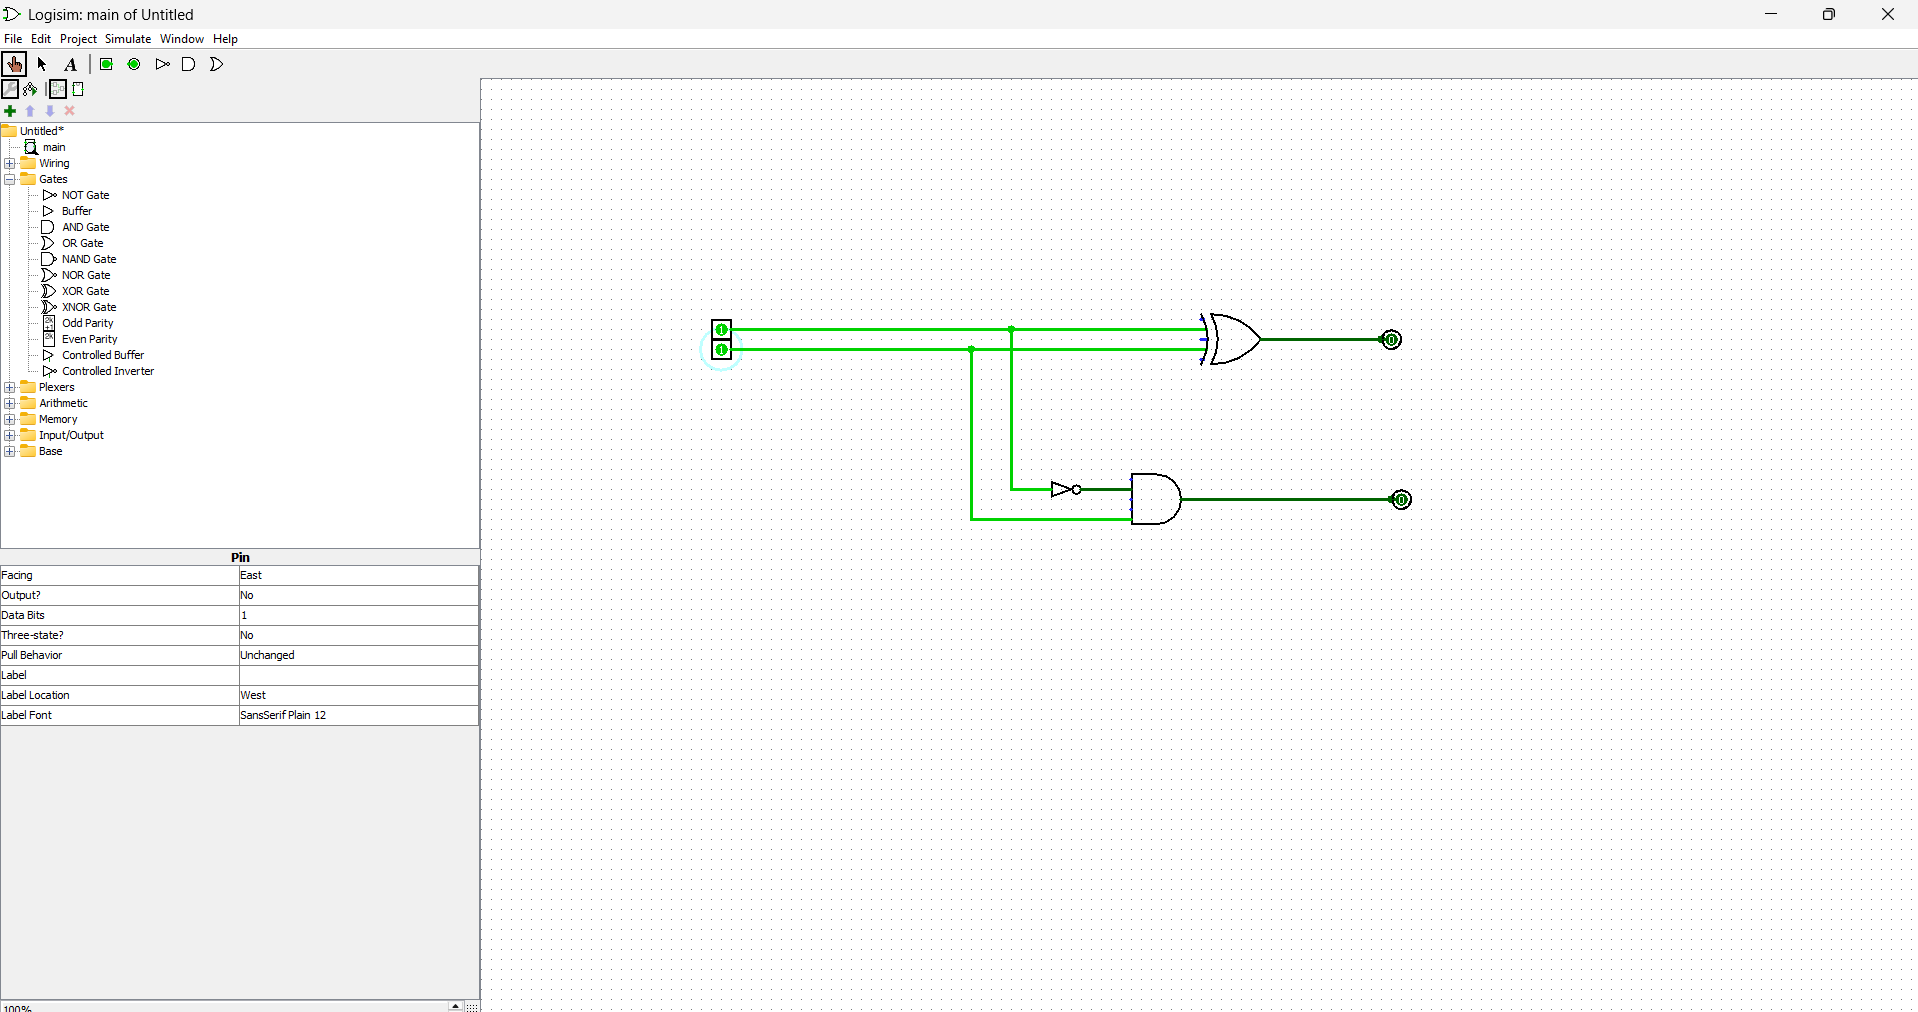 Logisim: main of Untitled
File Edit Project Simulate Window Help
A
Untitled*
main
Wiring
Gates
NOT Gate
Buffer
AND Gate
OR Gate
NAND Gate
NOR Gate
XOR Gate
XNOR Gate
2k+1 Odd Parity
2k Even Parity
Controlled Buffer
Controlled Inverter
Plexers
Arithmetic
Memory
Input/Output
Base
1
1
0
0
Pin
Facing East
Output? No
Data Bits 1
Three-state? No
Pull Behavior Unchanged
Label
Label Location West
Label Font SansSerif Plain 12
100%